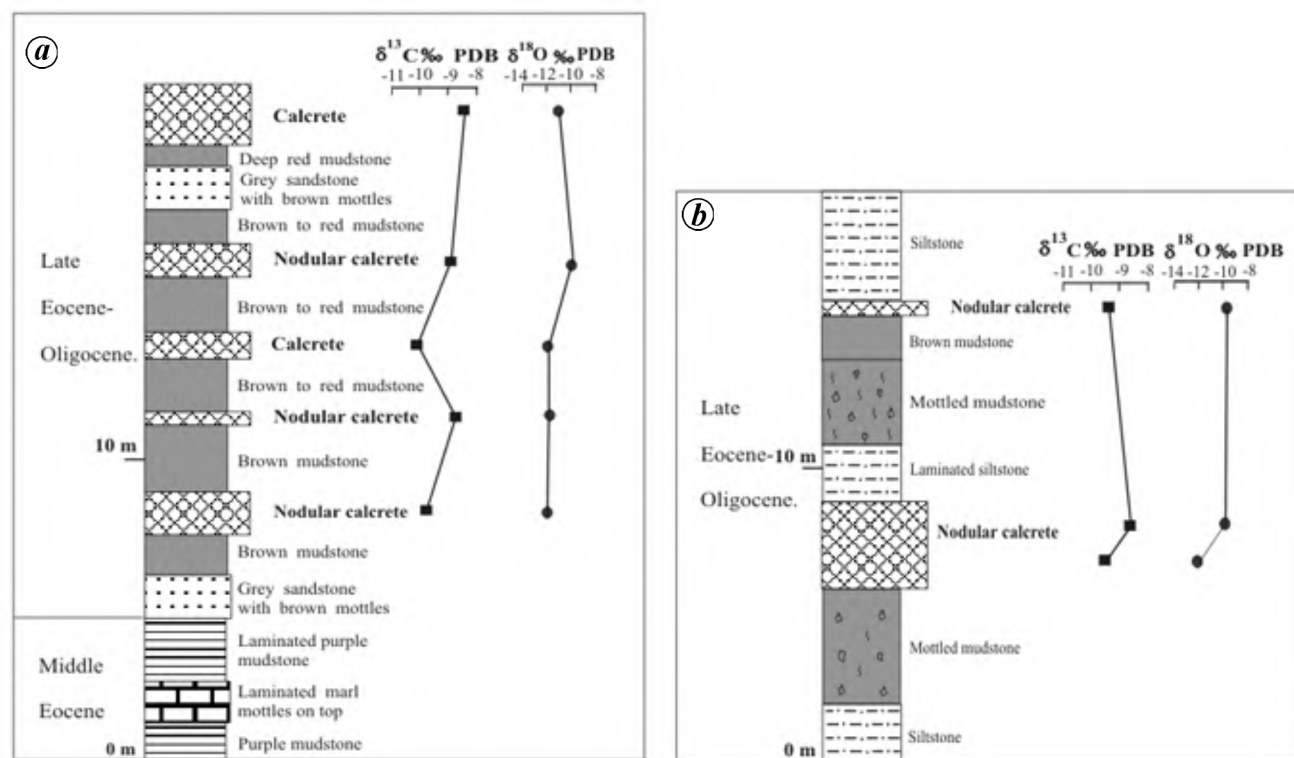 a
δ13C‰ PDB
-11 -10 -9 -8
δ18O ‰ PDB
-14 -12 -10 -8
Calcrete
Deep red mudstone
Grey sandstone
with brown mottles
Brown to red mudstone
Late
Eocene-
Oligocene.
Nodular calcrete
Brown to red mudstone
Calcrete
Brown to red mudstone
Nodular calcrete
10 m
Brown mudstone
Nodular calcrete
Brown mudstone
Grey sandstone
with brown mottles
Middle
Eocene
Laminated purple
mudstone
Laminated marl
mottles on top
0 m
Purple mudstone
b
δ13C ‰ PDB
-11 -10 -9 -8
δ18O ‰ PDB
-14 -12 -10 -8
Siltstone
Nodular calcrete
Brown mudstone
Mottled mudstone
Late
Eocene-
Oligocene.
10 m
Laminated siltstone
Nodular calcrete
Mottled mudstone
0 m
Siltstone